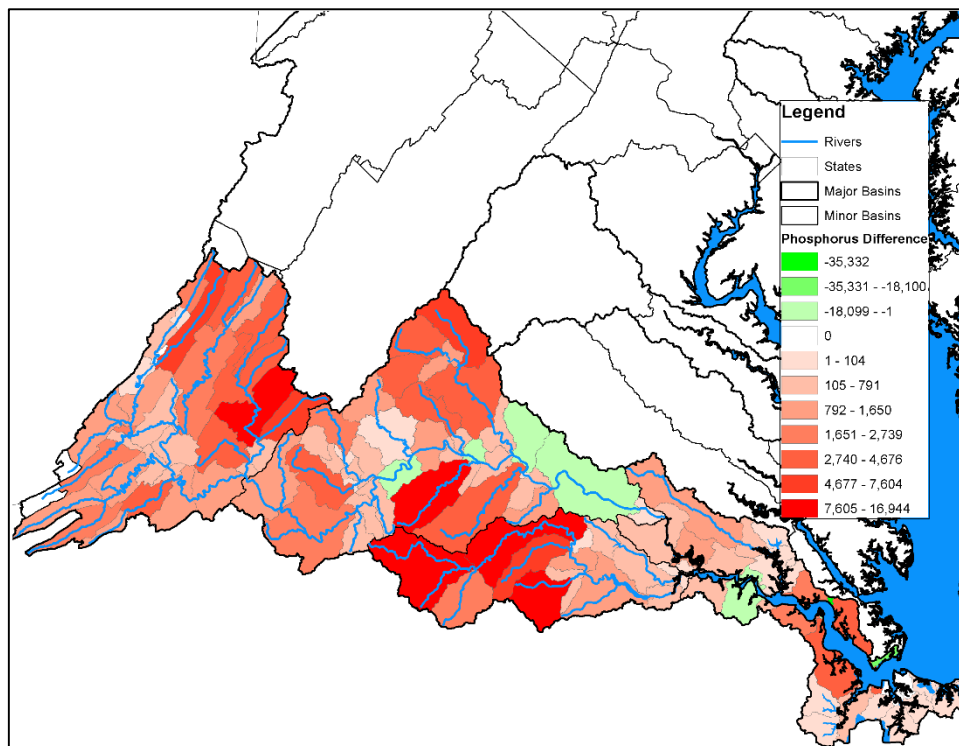 Legend
Rivers
States
Major Basins
Minor Basins
Phosphorus Difference
-35,332
-35,331 - -18,100
-18,099 - -1
0
1 - 104
105 - 791
792 - 1,650
1,651 - 2,739
2,740 - 4,676
4,677 - 7,604
7,605 - 16,944